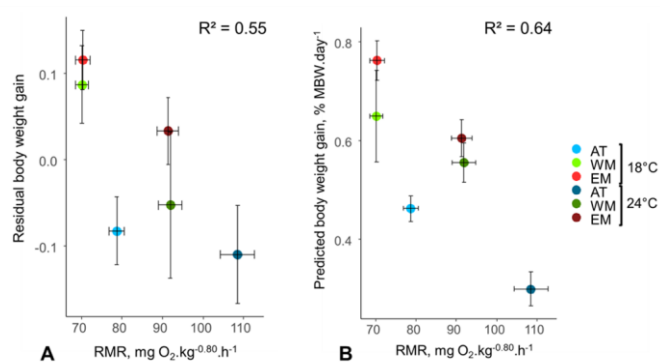 R² = 0.55
Residual body weight gain
0.1
0.0
-0.1
70 80 90 100 110
A RMR, mg O₂.kg⁻⁰·⁸⁰.h⁻¹
R² = 0.64
Predicted body weight gain, % MBW.day⁻¹
0.8
0.6
0.4
70 80 90 100 110
B RMR, mg O₂.kg⁻⁰·⁸⁰.h⁻¹
AT
WM 18°C
EM
AT
WM 24°C
EM